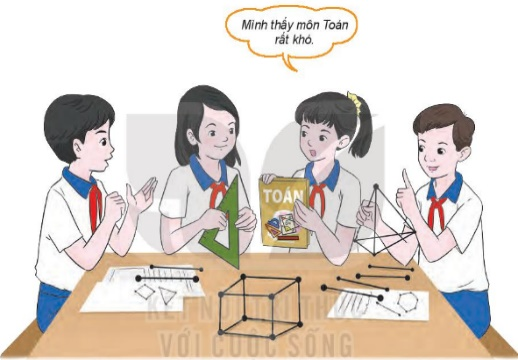 Mình thấy môn Toán
rất khó.
TOÁN
KẾT NỐI TRI THỨC
VỚI CUỘC SỐNG